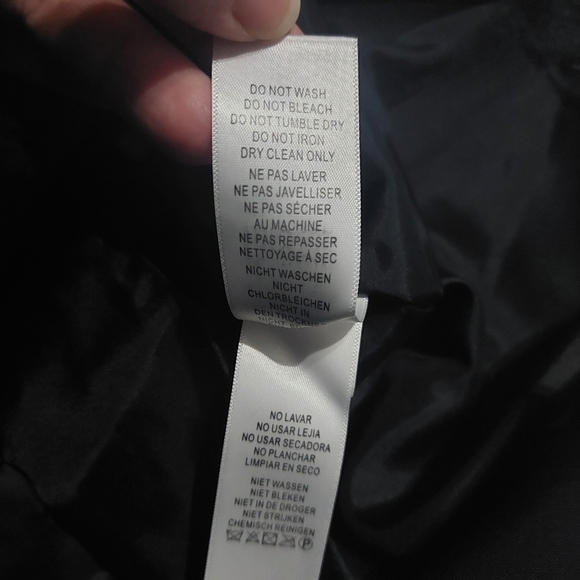 DO NOT WASH
DO NOT BLEACH
DO NOT TUMBLE DRY
DO NOT IRON
DRY CLEAN ONLY
NE PAS LAVER
NE PAS JAVELLISER
NE PAS SÉCHER
AU MACHINE
NE PAS REPASSER
NETTOYAGE À SEC
NICHT WASCHEN
NICHT
CHLORBLEICHEN
NICHT IN
DEN
NO LAVAR
NO USAR LEJIA
NO USAR SECADORA
NO PLANCHAR
LIMPIAR EN SECO
NIET WASSEN
NIET BLEKEN
NIET IN DE DROGER
NIET STRIJKEN
CHEMISCH REINIGEN
P